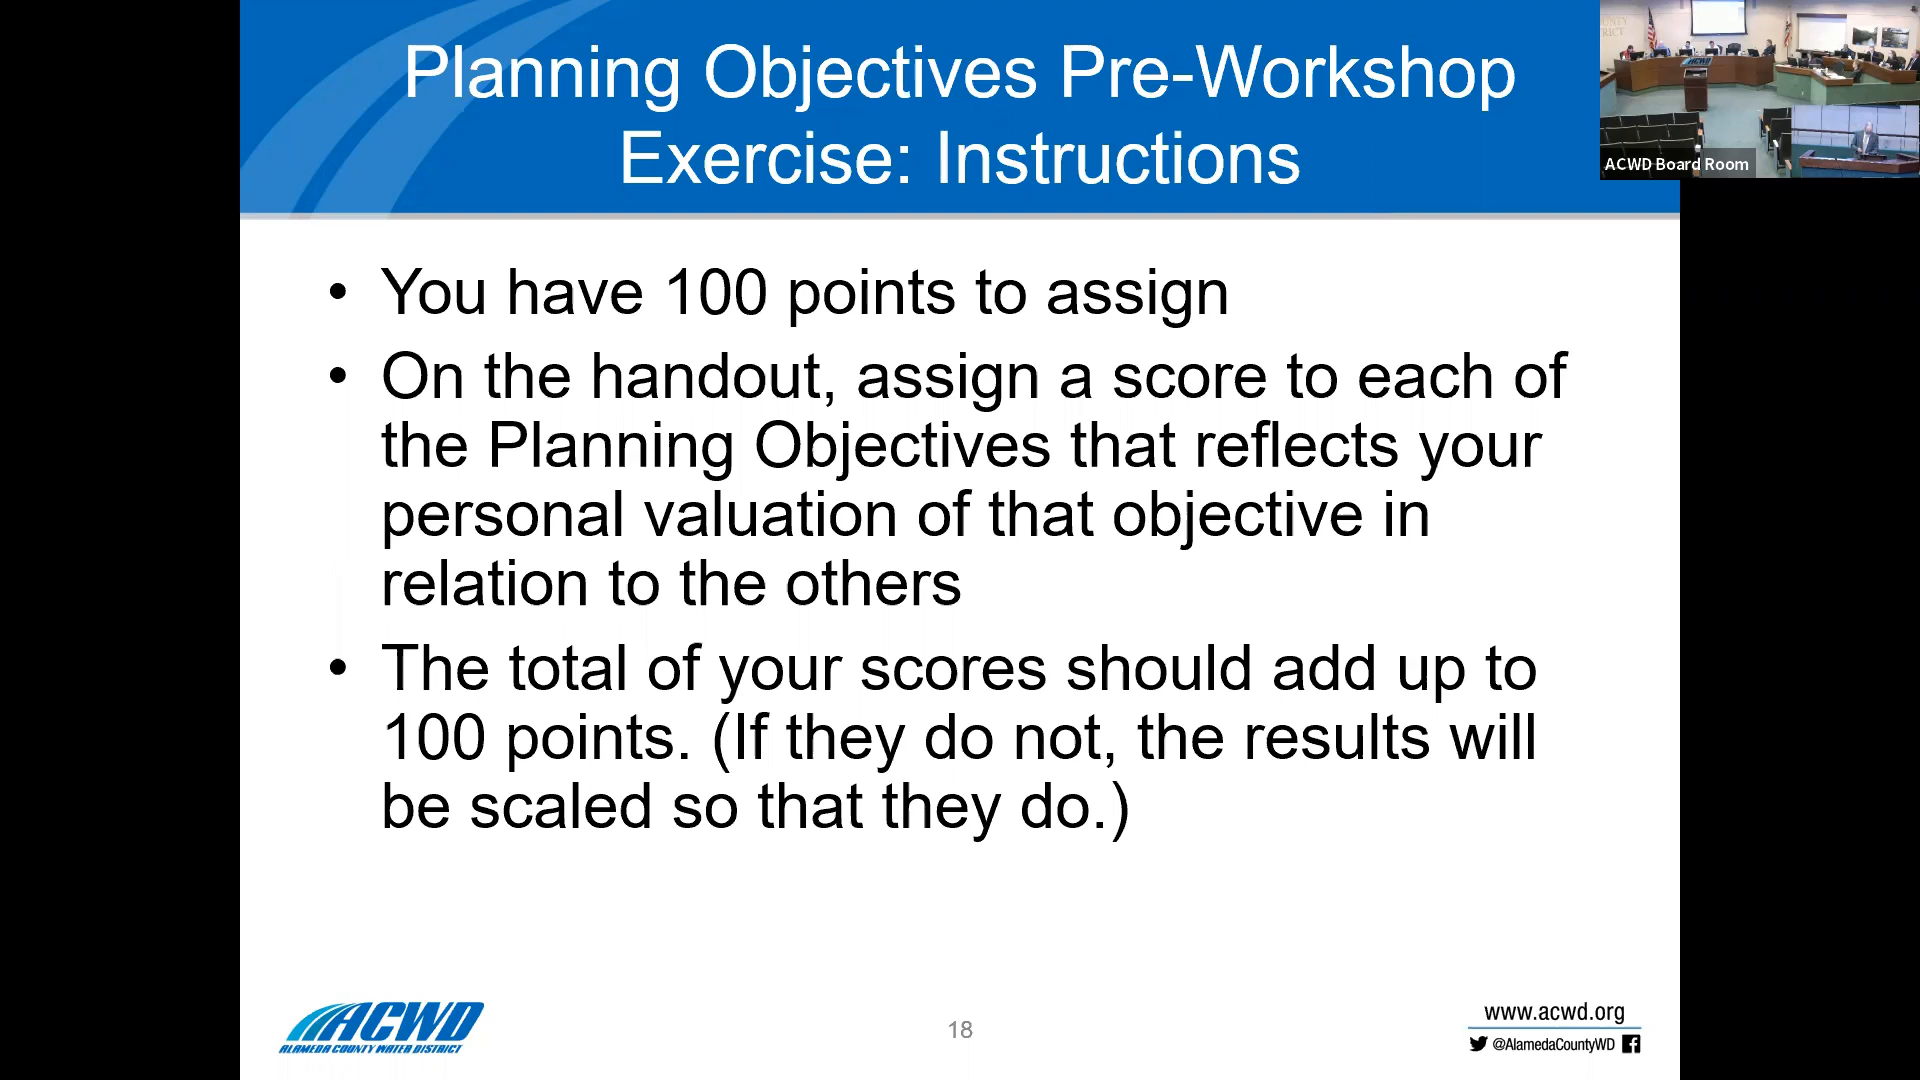 Planning Objectives Pre-Workshop
Exercise: Instructions
ACWD Board Room
• You have 100 points to assign
• On the handout, assign a score to each of
the Planning Objectives that reflects your
personal valuation of that objective in
relation to the others
• The total of your scores should add up to
100 points. (If they do not, the results will
be scaled so that they do.)
ACWD
ALAMEDA COUNTY WATER DISTRICT
18
www.acwd.org
@AlamedaCountyWD